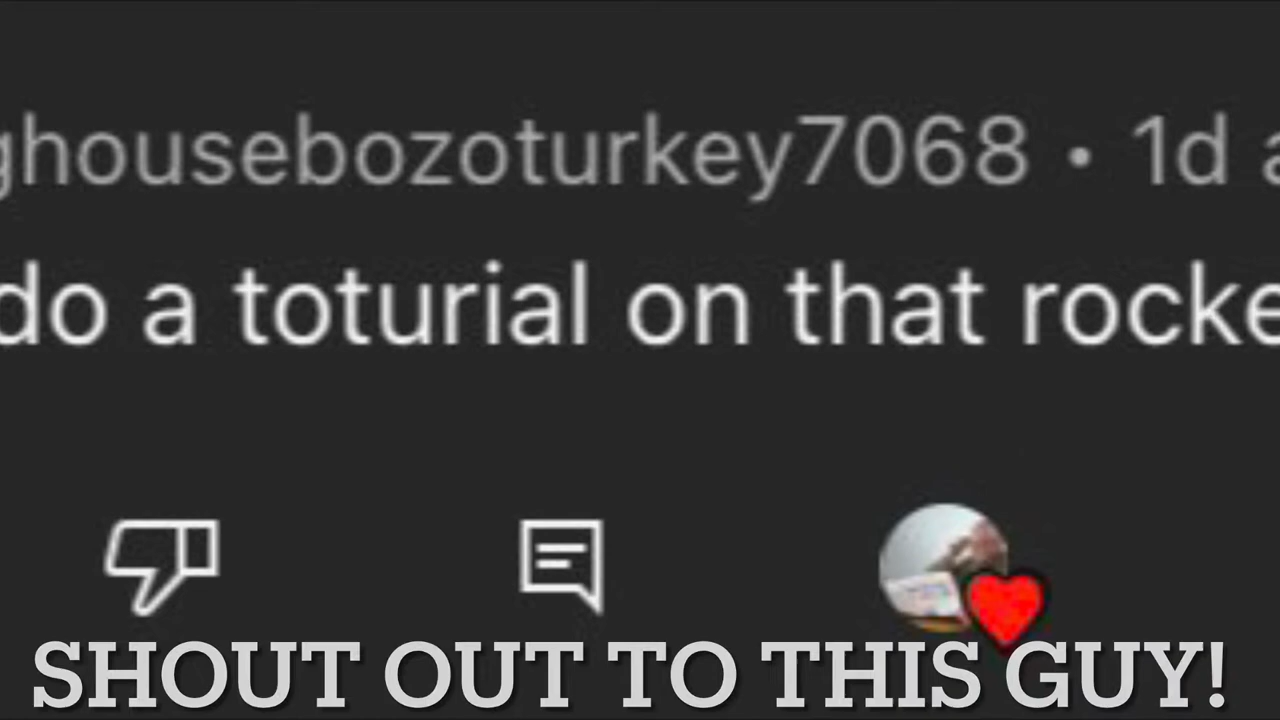 ghousebozoturkey7068 • 1d a
do a toturial on that rocke
SHOUT OUT TO THIS GUY!